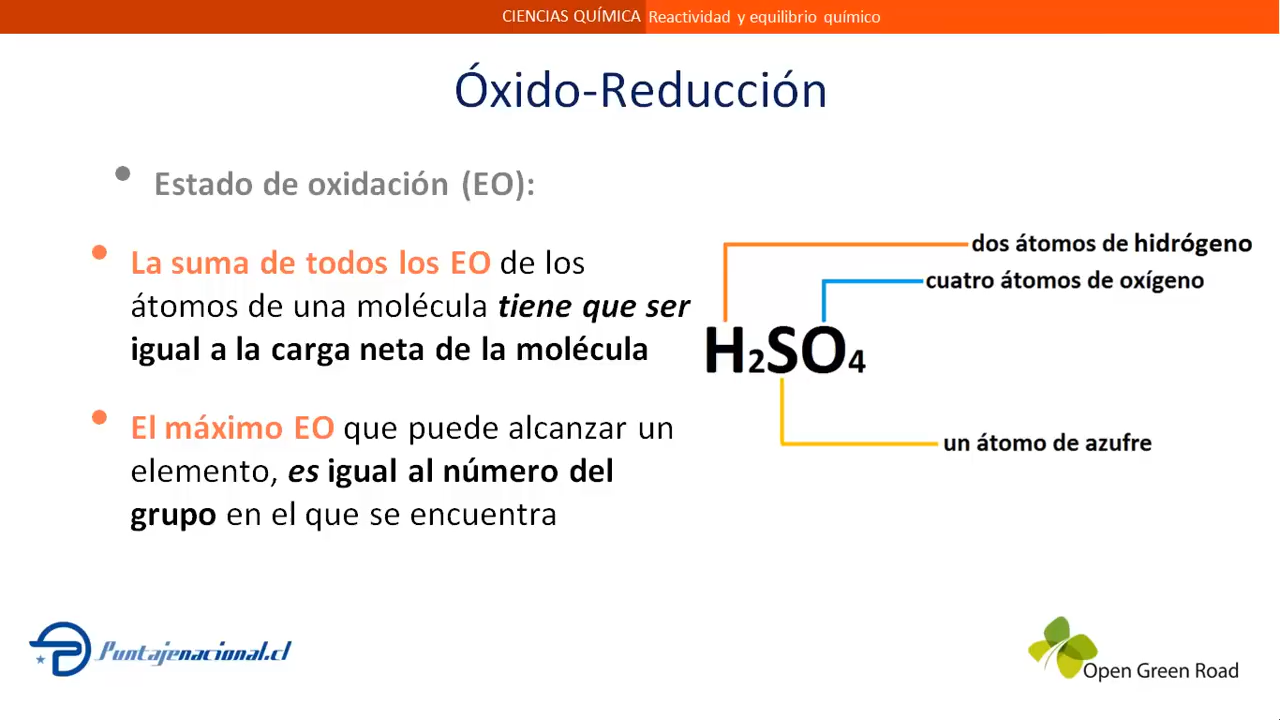 CIENCIAS QUÍMICA Reactividad y equilibrio químico
Óxido-Reducción
• Estado de oxidación (EO):
• La suma de todos los EO de los
átomos de una molécula tiene que ser
igual a la carga neta de la molécula
• El máximo EO que puede alcanzar un
elemento, es igual al número del
grupo en el que se encuentra
dos átomos de hidrógeno
cuatro átomos de oxígeno
H₂SO₄
un átomo de azufre
Puntajenacional.cl
Open Green Road